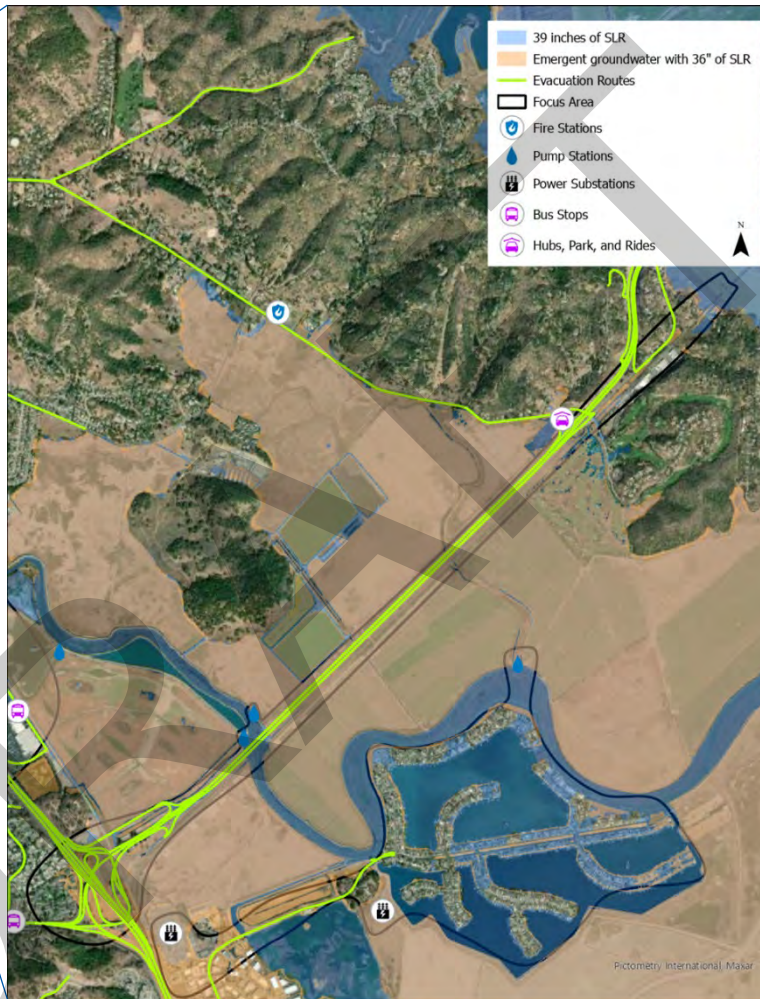 39 inches of SLR
Emergent groundwater with 36" of SLR
Evacuation Routes
Focus Area
Fire Stations
Pump Stations
Power Substations
Bus Stops
Hubs, Park, and Rides
N
DRAFT
Pictometry International, Maxar